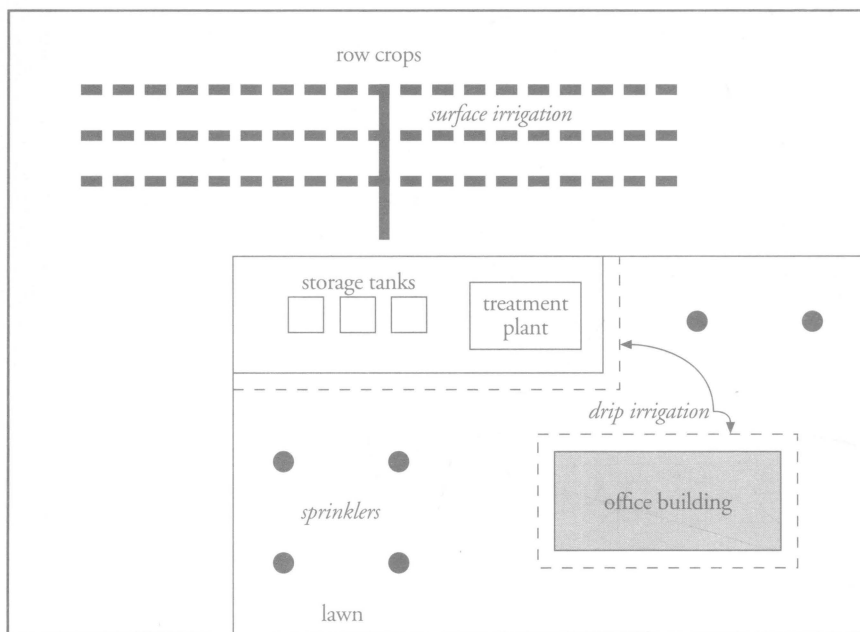 row crops
surface irrigation
storage tanks
treatment
plant
drip irrigation
office building
sprinklers
lawn